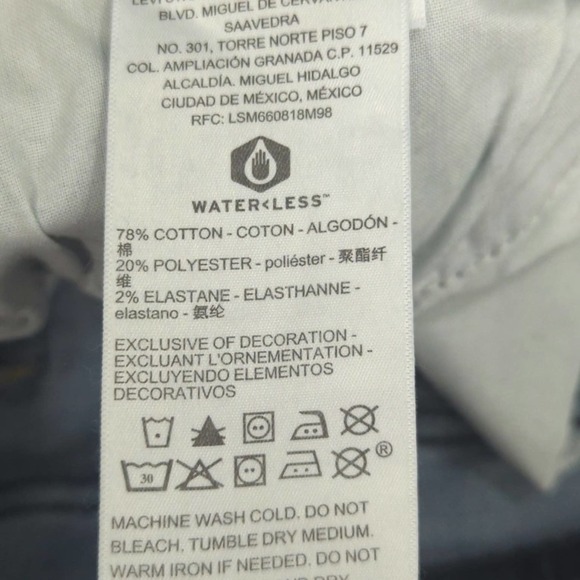 BLVD. MIGUEL DE
SAAVEDRA
NO. 301, TORRE NORTE PISO 7
COL. AMPLIACIÓN GRANADA C.P. 11529
ALCALDÍA. MIGUEL HIDALGO
CIUDAD DE MÉXICO, MÉXICO
RFC: LSM660818M98
WATER<LESS™
78% COTTON - COTON - ALGODÓN -
棉
20% POLYESTER - poliéster - 聚酯纤
维
2% ELASTANE - ELASTHANNE -
elastano - 氨纶
EXCLUSIVE OF DECORATION -
EXCLUANT L'ORNEMENTATION -
EXCLUYENDO ELEMENTOS
DECORATIVOS
30 ®
MACHINE WASH COLD. DO NOT
BLEACH. TUMBLE DRY MEDIUM.
WARM IRON IF NEEDED. DO NOT